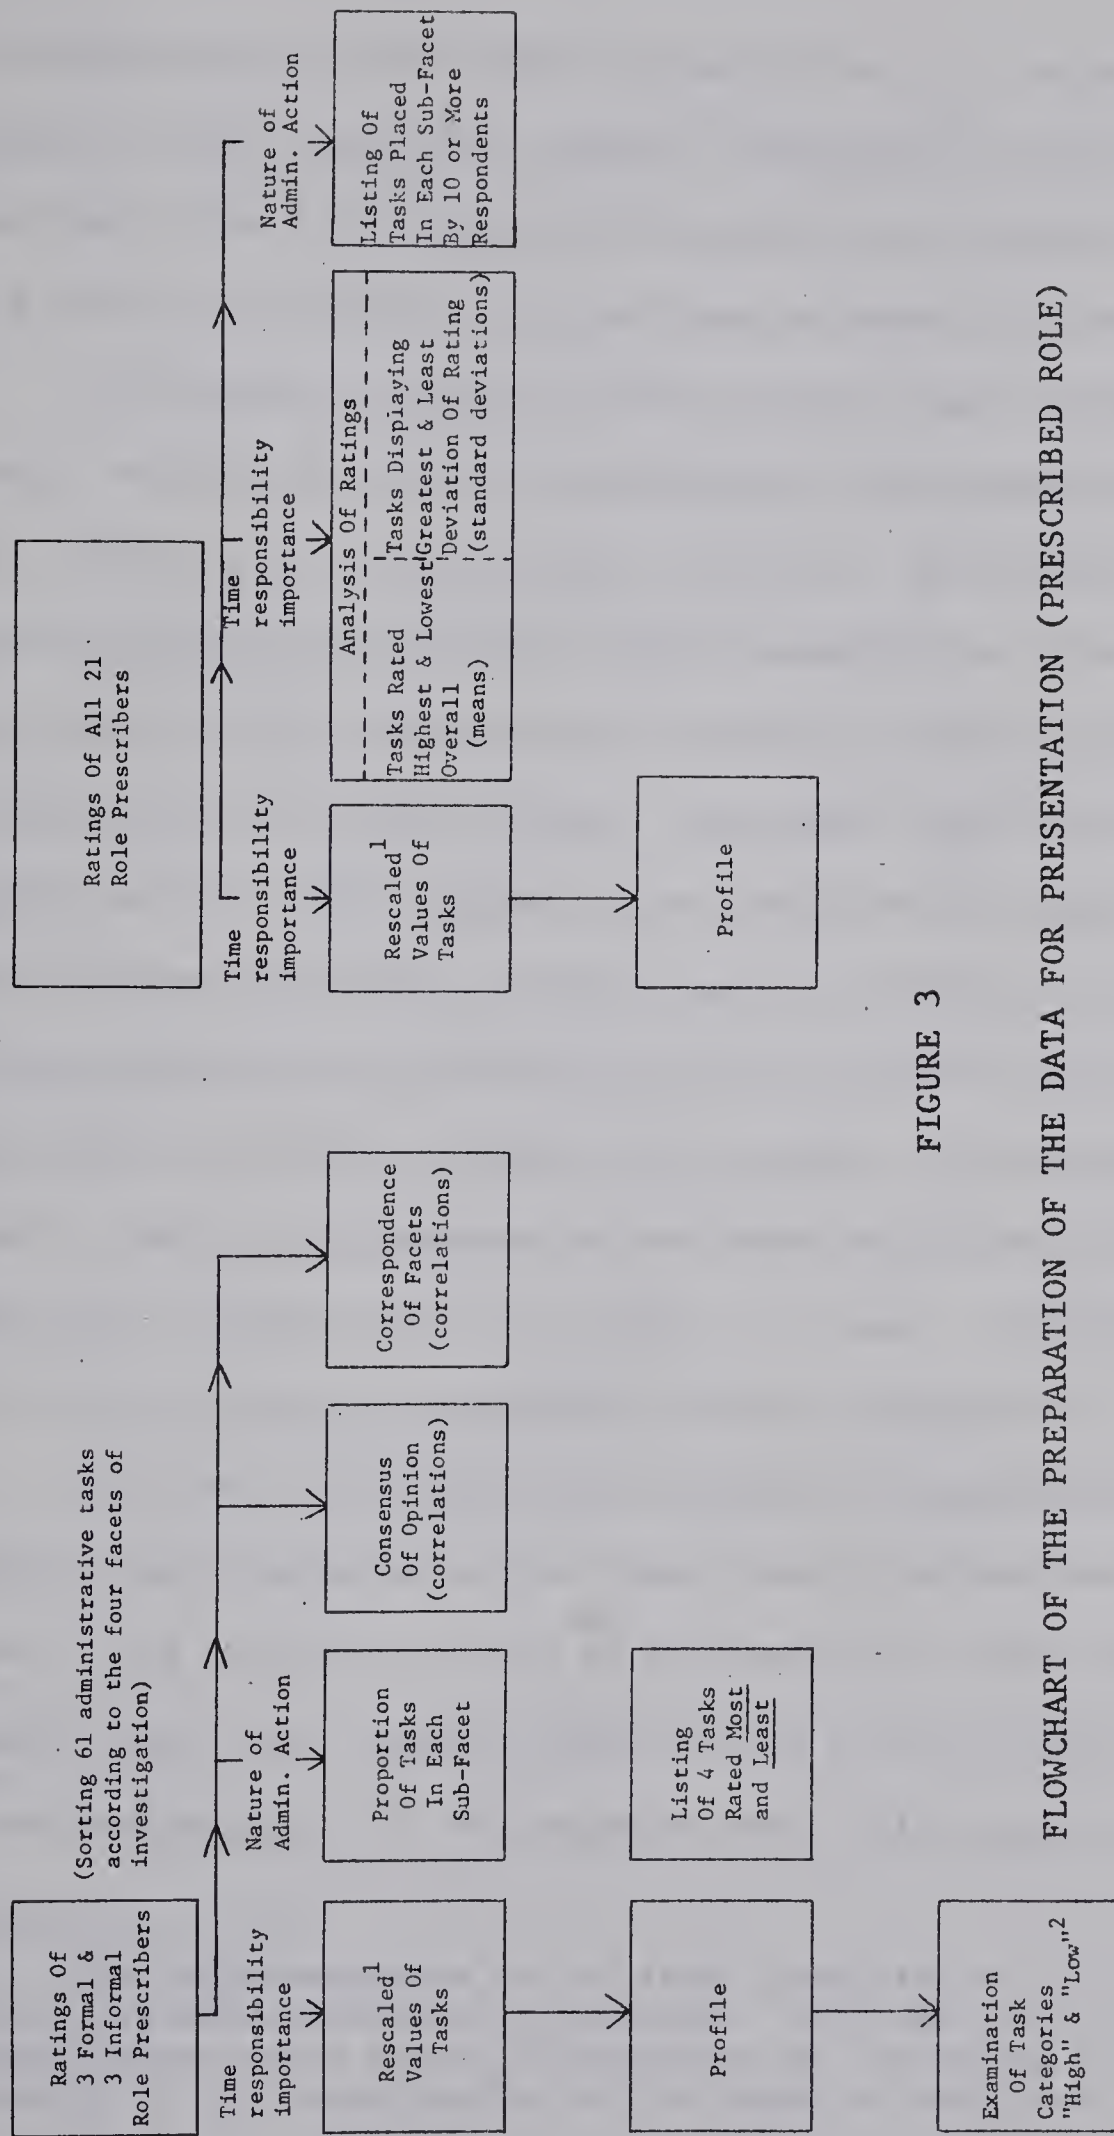 Ratings Of
3 Formal &
3 Informal
Role Prescribers
(Sorting 61 administrative tasks
according to the four facets of
investigation)
Time
responsibility
importance
Nature of
Admin. Action
Rescaled1
Values Of
Tasks
Proportion
Of Tasks
In Each
Sub-Facet
Consensus
Of Opinion
(correlations)
Correspondence
Of Facets
(correlations)
Profile
Listing
Of 4 Tasks
Rated Most
and Least
Examination
Of Task
Categories
"High" & "Low"2
Ratings Of All 21
Role Prescribers
Time
responsibility
importance
Time
responsibility
importance
Nature of
Admin. Action
Rescaled1
Values Of
Tasks
Analysis Of Ratings
Tasks Rated
Highest & Lowest
Overall
(means)
Tasks Displaying
Greatest & Least
Deviation Of Rating
(standard deviations)
Listing Of
Tasks Placed
In Each Sub-Facet
By 10 or More
Respondents
Profile
FIGURE 3
FLOWCHART OF THE PREPARATION OF THE DATA FOR PRESENTATION (PRESCRIBED ROLE)